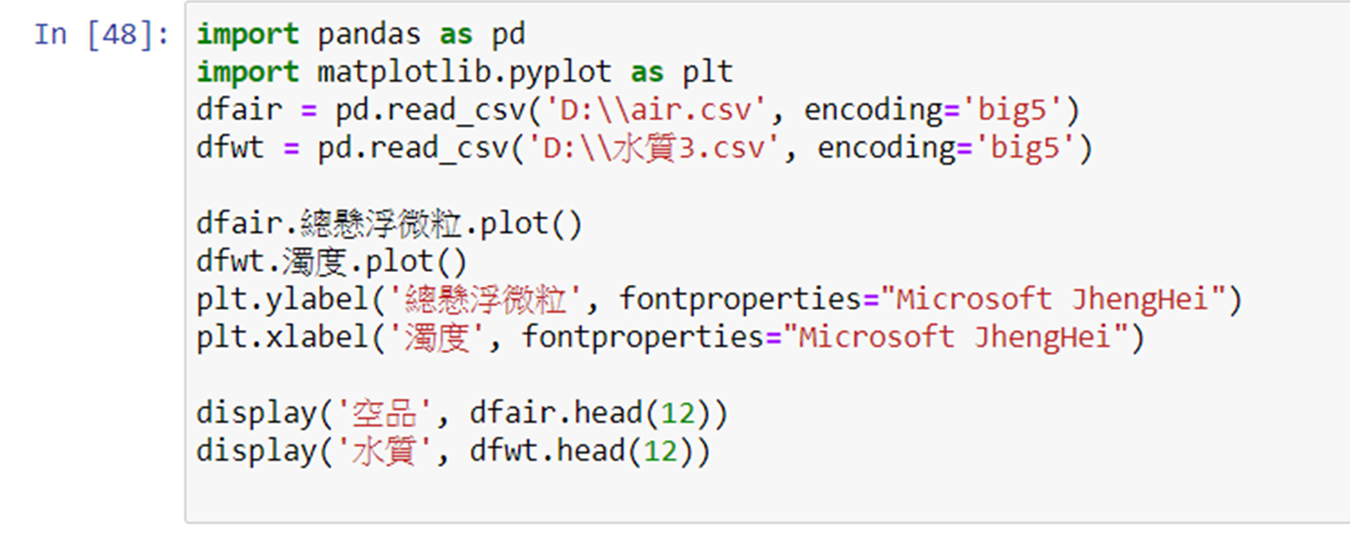 In [48]: import pandas as pd
import matplotlib.pyplot as plt
dfair = pd.read_csv('D:\\air.csv', encoding='big5')
dfwt = pd.read_csv('D:\\水質3.csv', encoding='big5')
dfair.總懸浮微粒.plot()
dfwt.濁度.plot()
plt.ylabel('總懸浮微粒', fontproperties="Microsoft JhengHei")
plt.xlabel('濁度', fontproperties="Microsoft JhengHei")
display('空品', dfair.head(12))
display('水質', dfwt.head(12))